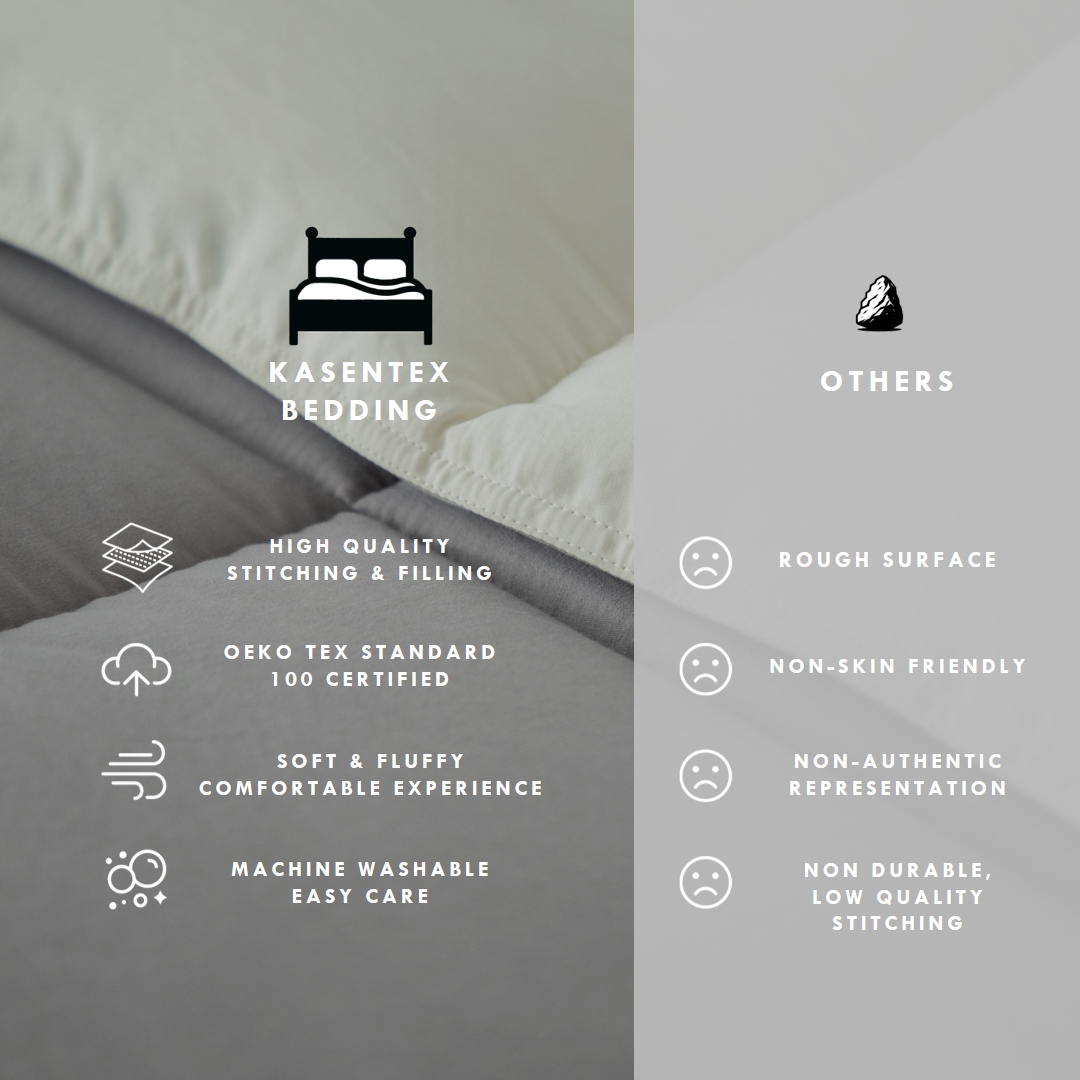 KASENTEX
BEDDING
HIGH QUALITY
STITCHING & FILLING
OEKO TEX STANDARD
100 CERTIFIED
SOFT & FLUFFY
COMFORTABLE EXPERIENCE
MACHINE WASHABLE
EASY CARE
OTHERS
ROUGH SURFACE
NON-SKIN FRIENDLY
NON-AUTHENTIC
REPRESENTATION
NON DURABLE,
LOW QUALITY
STITCHING